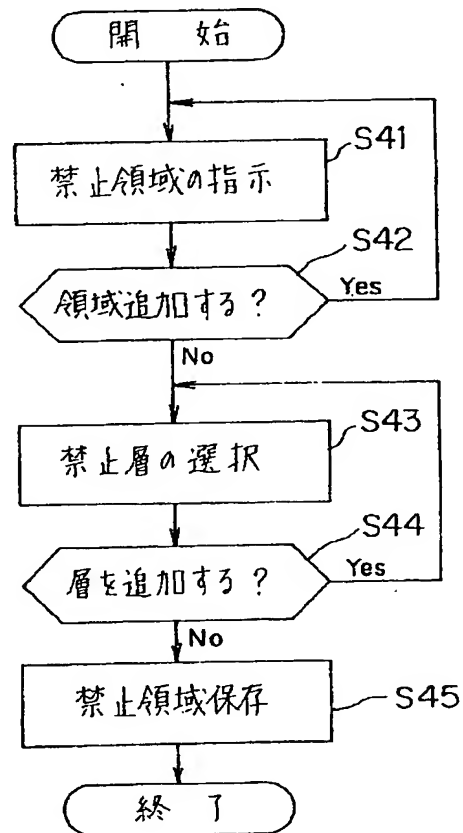 開 始
禁止領域の指示
S41
領域追加する?
S42
Yes
No
禁止層の選択
S43
層を追加する?
S44
Yes
No
禁止領域保存
S45
終 了